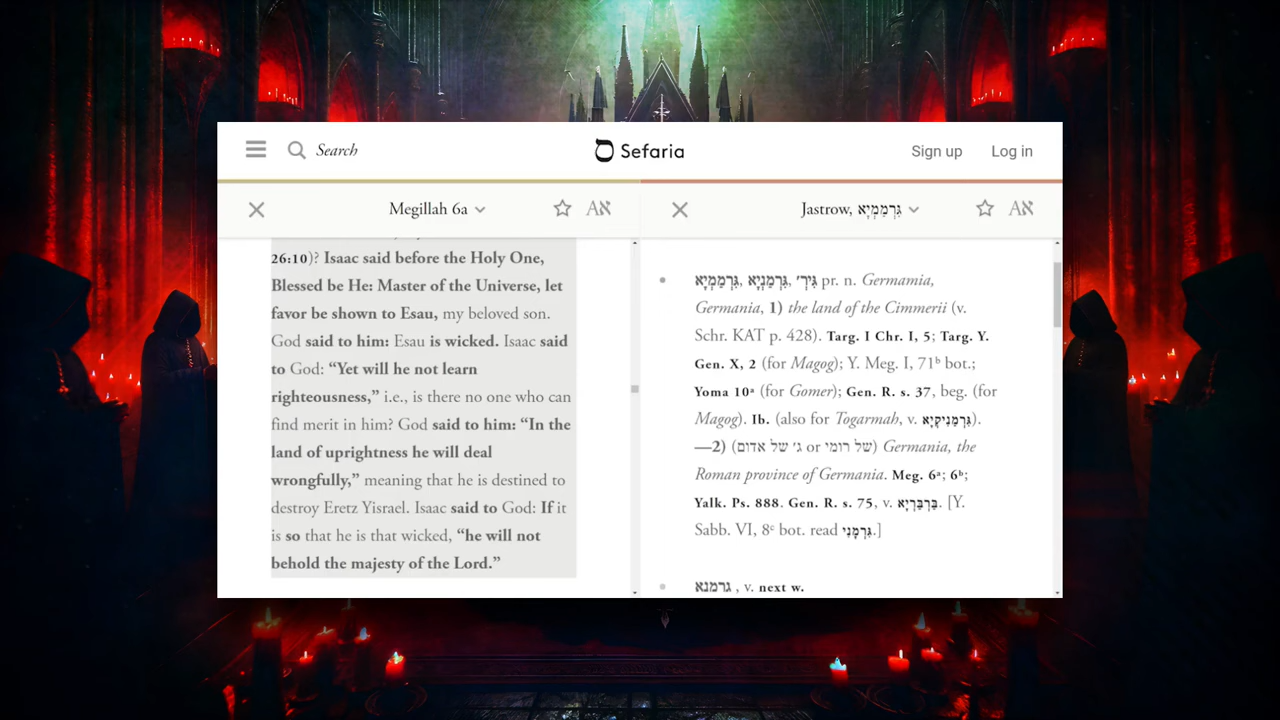 Search
Sefaria
Sign up
Log in
Megillah 6a
Aא
Jastrow, גִּרְמַמְיָא
Aא
26:10)? Isaac said before the Holy One,
Blessed be He: Master of the Universe, let
favor be shown to Esau, my beloved son.
God said to him: Esau is wicked. Isaac said
to God: “Yet will he not learn
righteousness,” i.e., is there no one who can
find merit in him? God said to him: “In the
land of uprightness he will deal
wrongfully,” meaning that he is destined to
destroy Eretz Yisrael. Isaac said to God: If it
is so that he is that wicked, “he will not
behold the majesty of the Lord.”
גִּרְמַמְיָא, גִּרְמַנְיָא, גִּיר׳ pr. n. Germamia,
Germania, 1) the land of the Cimmerii (v.
Schr. KAT p. 428). Targ. I Chr. I, 5; Targ. Y.
Gen. X, 2 (for Magog); Y. Meg. I, 71ᵇ bot.;
Yoma 10ᵃ (for Gomer); Gen. R. s. 37, beg. (for
Magog). Ib. (also for Togarmah, v. גִּרְמַנִיקְיָא).
—2) (ג׳ של אדום or של רומי) Germania, the
Roman province of Germania. Meg. 6ᵃ; 6ᵇ;
Yalk. Ps. 888. Gen. R. s. 75, v. בַּרְבַּרְיָא. [Y.
Sabb. VI, 8ᶜ bot. read גִּרְמָנִי.]
גרמנא , v. next w.